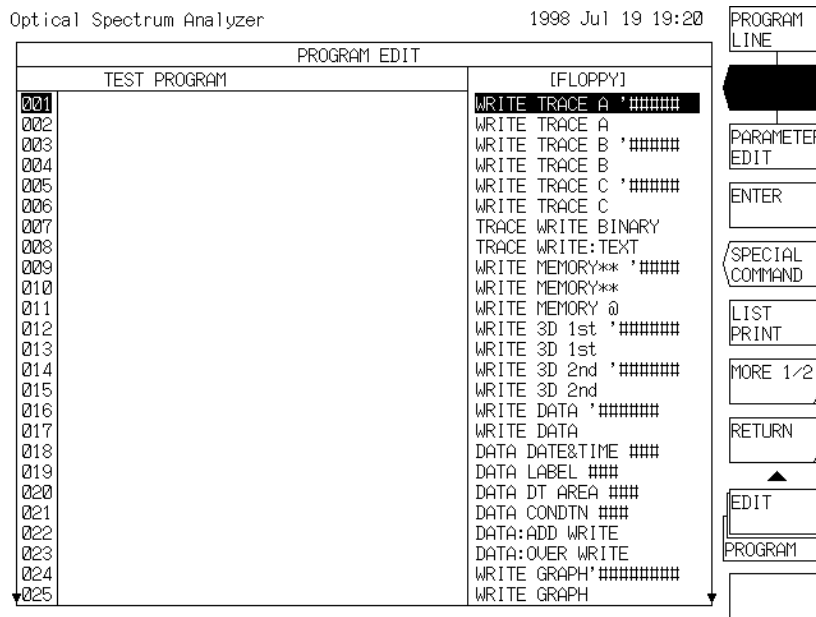 Optical Spectrum Analyzer 1998 Jul 19 19:20
PROGRAM EDIT
TEST PROGRAM [FLOPPY]
001 WRITE TRACE A '#####
002 WRITE TRACE A
003 WRITE TRACE B '#####
004 WRITE TRACE B
005 WRITE TRACE C '#####
006 WRITE TRACE C
007 TRACE WRITE BINARY
008 TRACE WRITE:TEXT
009 WRITE MEMORY** '####
010 WRITE MEMORY**
011 WRITE MEMORY @
012 WRITE 3D 1st '######
013 WRITE 3D 1st
014 WRITE 3D 2nd '######
015 WRITE 3D 2nd
016 WRITE DATA '######
017 WRITE DATA
018 DATA DATE&TIME ###
019 DATA LABEL ###
020 DATA DT AREA ###
021 DATA CONDTN ###
022 DATA:ADD WRITE
023 DATA:OVER WRITE
024 WRITE GRAPH'########
025 WRITE GRAPH
PROGRAM
LINE
PARAMETER
EDIT
ENTER
SPECIAL
COMMAND
LIST
PRINT
MORE 1/2
RETURN
EDIT
PROGRAM